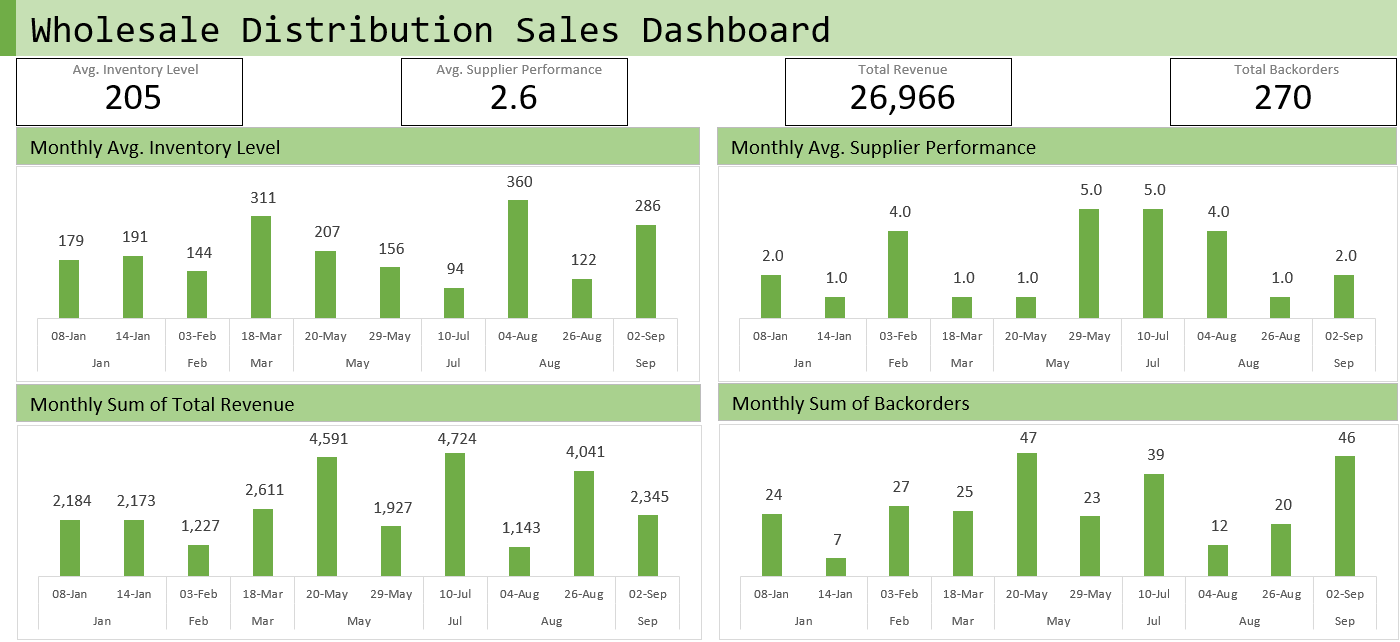 Wholesale Distribution Sales Dashboard
Avg. Inventory Level
205
Avg. Supplier Performance
2.6
Total Revenue
26,966
Total Backorders
270
Monthly Avg. Inventory Level
179 191 144 311 207 156 94 360 122 286
08-Jan 14-Jan 03-Feb 18-Mar 20-May 29-May 10-Jul 04-Aug 26-Aug 02-Sep
Jan Feb Mar May Jul Aug Sep
Monthly Avg. Supplier Performance
2.0 1.0 4.0 1.0 1.0 5.0 5.0 4.0 1.0 2.0
08-Jan 14-Jan 03-Feb 18-Mar 20-May 29-May 10-Jul 04-Aug 26-Aug 02-Sep
Jan Feb Mar May Jul Aug Sep
Monthly Sum of Total Revenue
2,184 2,173 1,227 2,611 4,591 1,927 4,724 1,143 4,041 2,345
08-Jan 14-Jan 03-Feb 18-Mar 20-May 29-May 10-Jul 04-Aug 26-Aug 02-Sep
Jan Feb Mar May Jul Aug Sep
Monthly Sum of Backorders
24 7 27 25 47 23 39 12 20 46
08-Jan 14-Jan 03-Feb 18-Mar 20-May 29-May 10-Jul 04-Aug 26-Aug 02-Sep
Jan Feb Mar May Jul Aug Sep